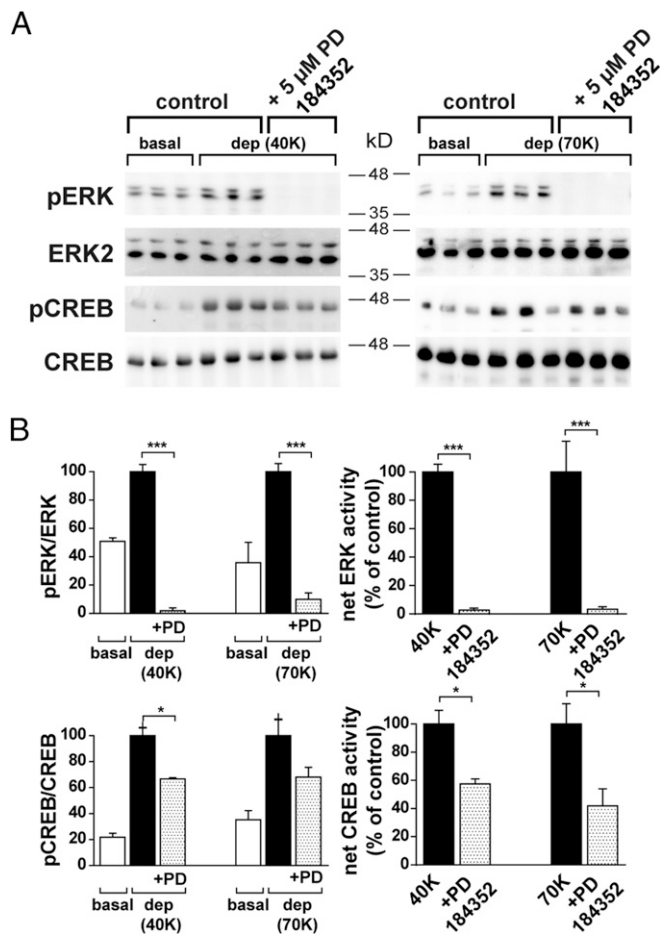 A
control
+ 5 µM PD
184352
control
+ 5 µM PD
184352
basal
dep (40K)
kD
basal
dep (70K)
pERK
48
35
ERK2
48
35
pCREB
48
CREB
48
B
pERK/ERK
100
80
60
40
20
0
***
***
+PD
+PD
basal
dep
(40K)
basal
dep
(70K)
net ERK activity
(% of control)
100
80
60
40
20
0
***
***
40K
+PD
184352
70K
+PD
184352
pCREB/CREB
100
80
60
40
20
0
*
+PD
+PD
basal
dep
(40K)
basal
dep
(70K)
net CREB activity
(% of control)
100
80
60
40
20
0
*
*
40K
+PD
184352
70K
+PD
184352